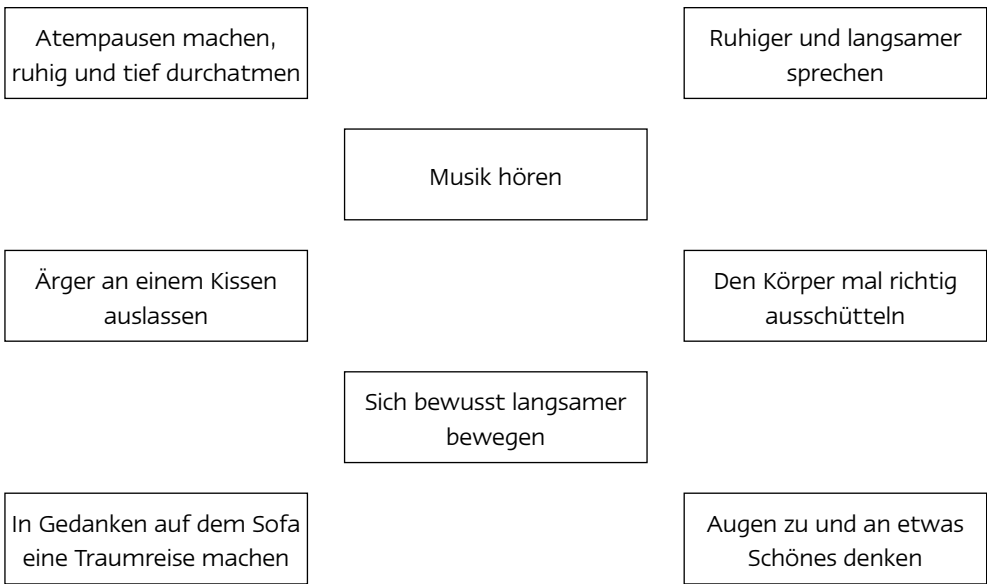 Atempausen machen,
ruhig und tief durchatmen
Ruhiger und langsamer
sprechen
Musik hören
Ärger an einem Kissen
auslassen
Den Körper mal richtig
ausschütteln
Sich bewusst langsamer
bewegen
In Gedanken auf dem Sofa
eine Traumreise machen
Augen zu und an etwas
Schönes denken